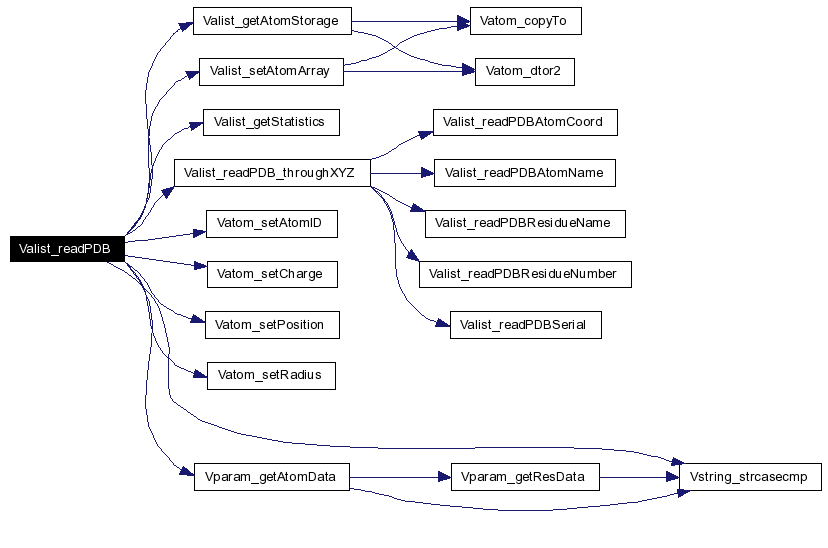 Valist_getAtomStorage
Vatom_copyTo
Valist_setAtomArray
Vatom_dtor2
Valist_getStatistics
Valist_readPDBAtomCoord
Valist_readPDB_throughXYZ
Valist_readPDBAtomName
Vatom_setAtomID
Valist_readPDBResidueName
Valist_readPDB
Vatom_setCharge
Valist_readPDBResidueNumber
Vatom_setPosition
Valist_readPDBSerial
Vatom_setRadius
Vparam_getAtomData
Vparam_getResData
Vstring_strcasecmp